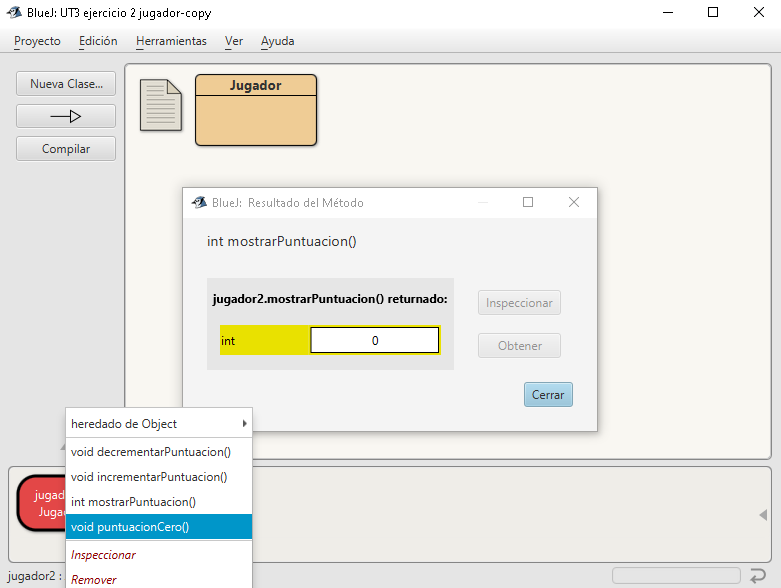 BlueJ: UT3 ejercicio 2 jugador-copy
Proyecto Edición Herramientas Ver Ayuda
Nueva Clase...
Compilar
Jugador
BlueJ: Resultado del Método
int mostrarPuntuacion()
jugador2.mostrarPuntuacion() returnado:
int 0
Inspeccionar
Obtener
Cerrar
heredado de Object
void decrementarPuntuacion()
void incrementarPuntuacion()
int mostrarPuntuacion()
void puntuacionCero()
Inspeccionar
Remover
jugad
Juga
jugador2 :